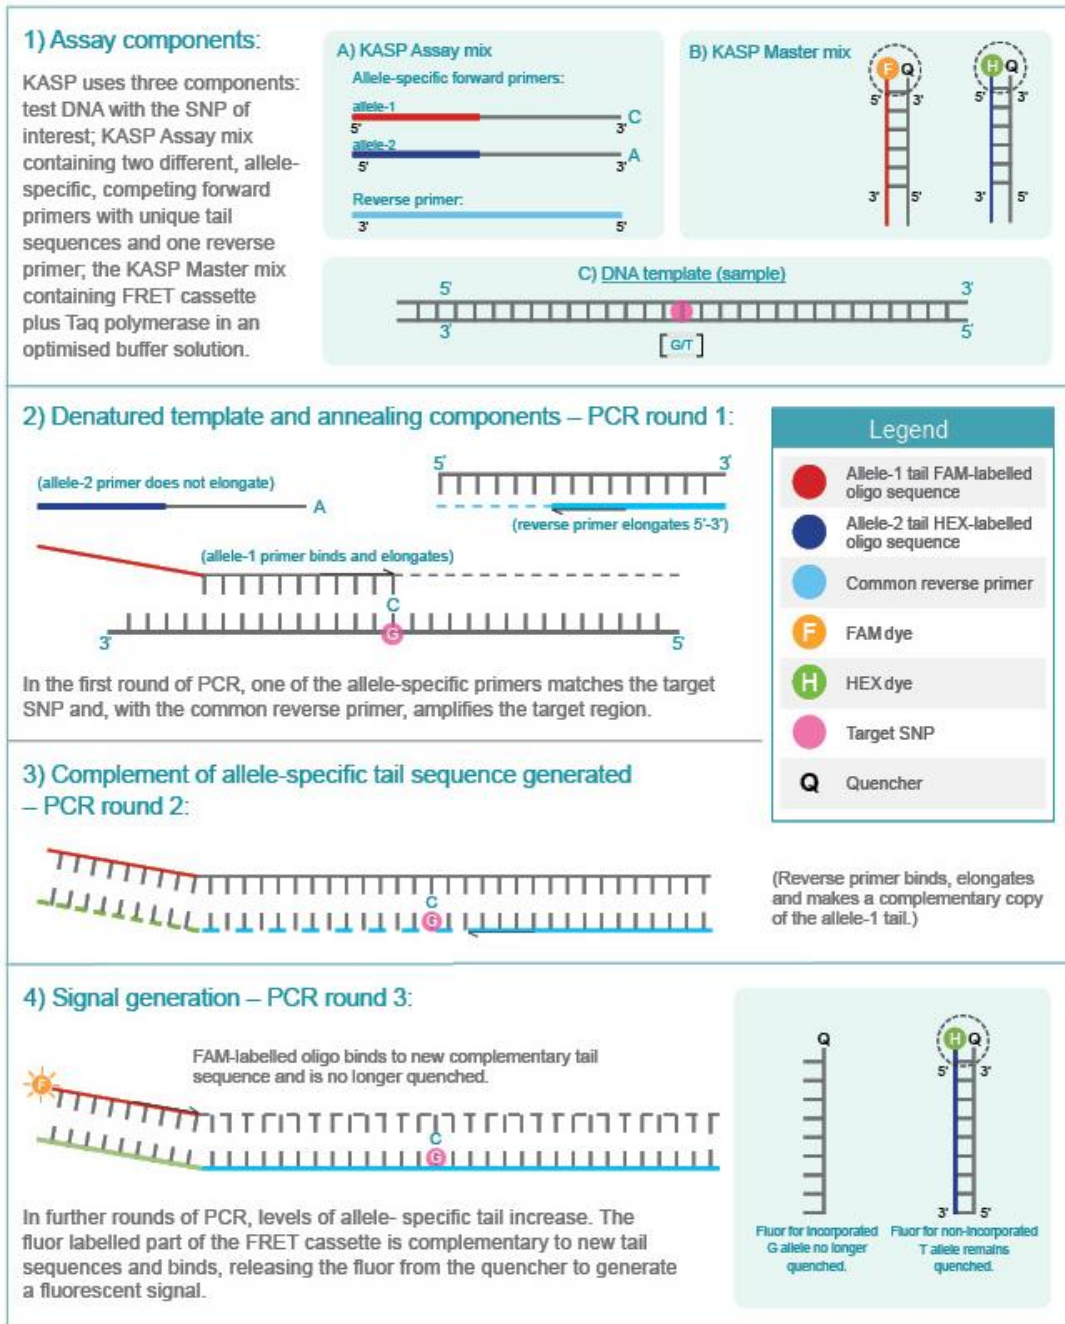 1) Assay components:
KASP uses three components:
test DNA with the SNP of
interest; KASP Assay mix
containing two different, allele-
specific, competing forward
primers with unique tail
sequences and one reverse
primer; the KASP Master mix
containing FRET cassette
plus Taq polymerase in an
optimised buffer solution.
A) KASP Assay mix
Allele-specific forward primers:
allele-1
5' 3' C
allele-2
5' 3' A
Reverse primer:
3' 5'
B) KASP Master mix
F Q H Q
5' 3' 5' 3'
3' 5' 3' 5'
C) DNA template (sample)
5' 3'
3' 5'
[G/T]
2) Denatured template and annealing components – PCR round 1:
(allele-2 primer does not elongate)
A
5' 3'
(reverse primer elongates 5'-3')
(allele-1 primer binds and elongates)
C
G
3' 5'
In the first round of PCR, one of the allele-specific primers matches the target
SNP and, with the common reverse primer, amplifies the target region.
Legend
Allele-1 tail FAM-labelled
oligo sequence
Allele-2 tail HEX-labelled
oligo sequence
Common reverse primer
F FAM dye
H HEX dye
Target SNP
Q Quencher
3) Complement of allele-specific tail sequence generated
– PCR round 2:
C
G
(Reverse primer binds, elongates
and makes a complementary copy
of the allele-1 tail.)
4) Signal generation – PCR round 3:
FAM-labelled oligo binds to new complementary tail
sequence and is no longer quenched.
F
C
G
In further rounds of PCR, levels of allele- specific tail increase. The
fluor labelled part of the FRET cassette is complementary to new tail
sequences and binds, releasing the fluor from the quencher to generate
a fluorescent signal.
Q H Q
5' 3'
3' 5'
Fluor for incorporated
G allele no longer
quenched.
Fluor for non-incorporated
T allele remains
quenched.